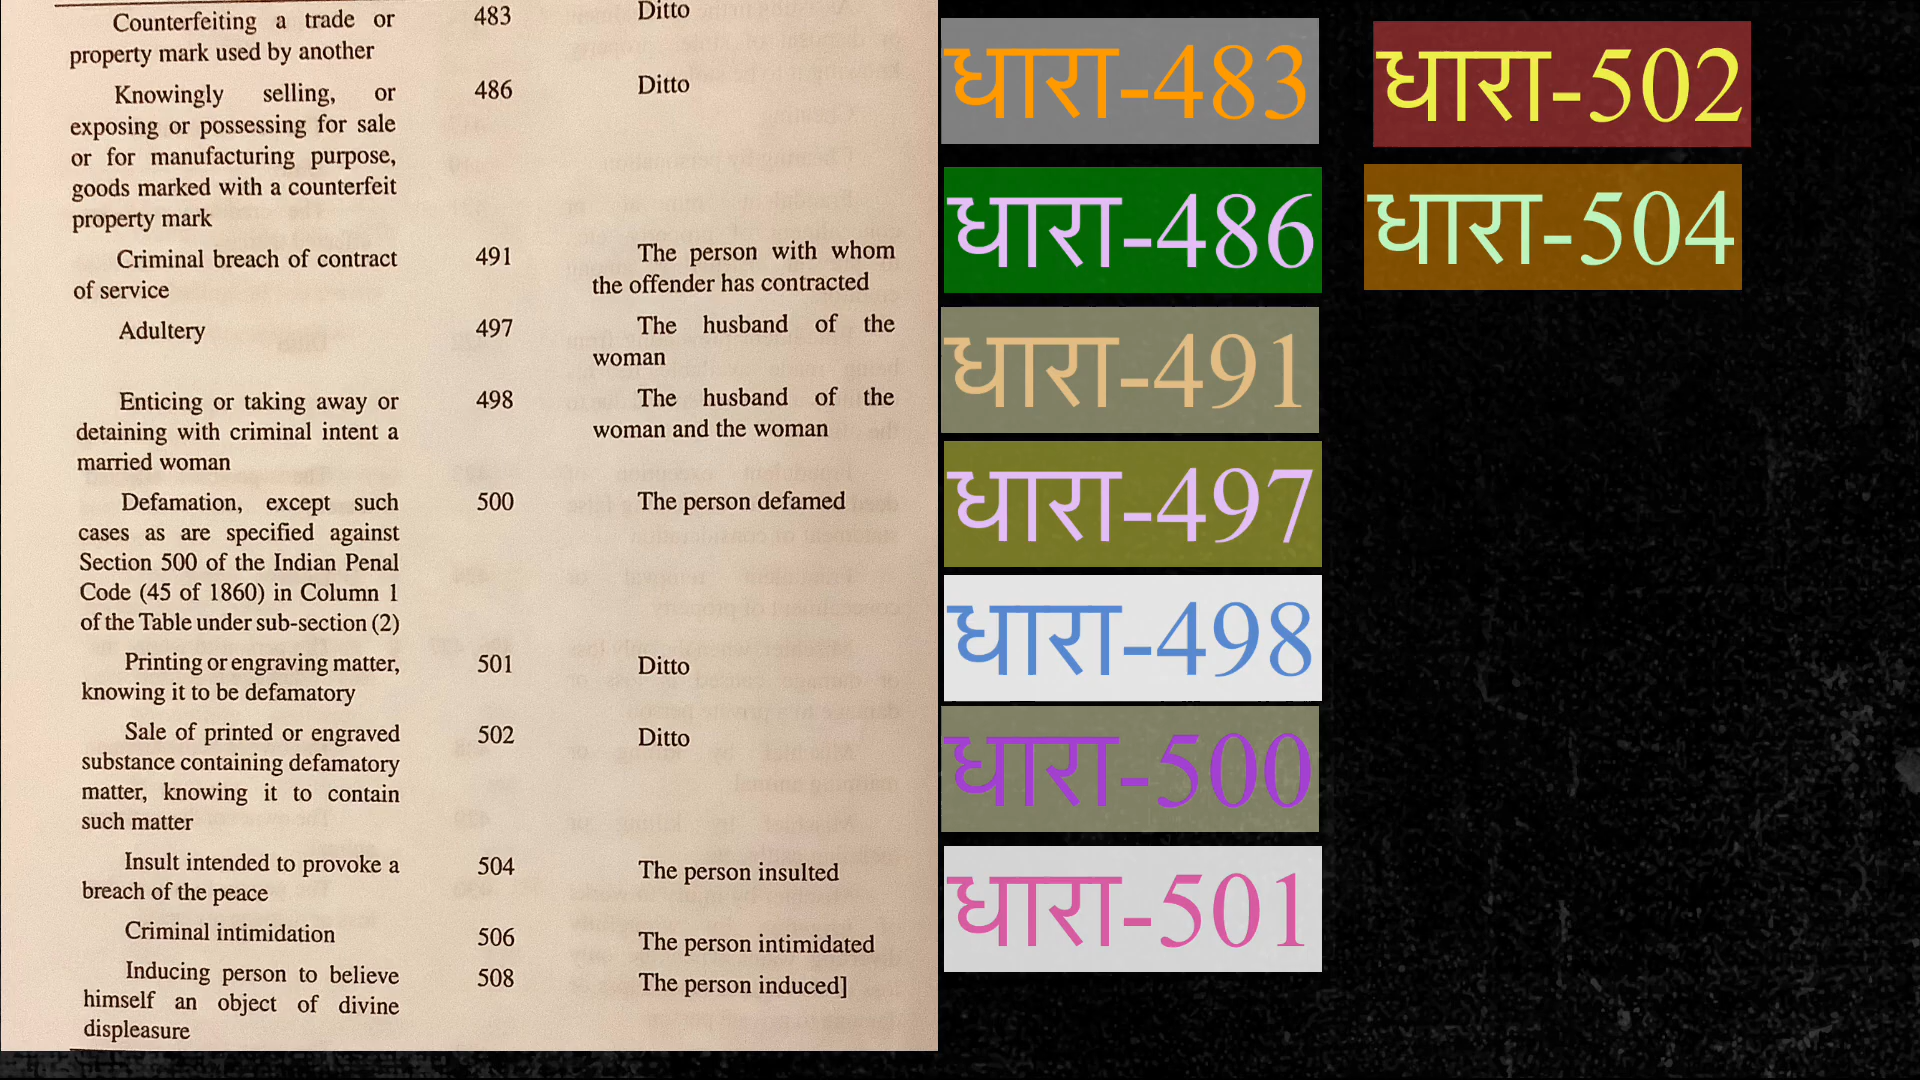 Counterfeiting a trade or 483 Ditto
property mark used by another
Knowingly selling, or 486 Ditto
exposing or possessing for sale
or for manufacturing purpose,
goods marked with a counterfeit
property mark
Criminal breach of contract 491 The person with whom
of service the offender has contracted
Adultery 497 The husband of the
woman
Enticing or taking away or 498 The husband of the
detaining with criminal intent a woman and the woman
married woman
Defamation, except such 500 The person defamed
cases as are specified against
Section 500 of the Indian Penal
Code (45 of 1860) in Column 1
of the Table under sub-section (2)
Printing or engraving matter, 501 Ditto
knowing it to be defamatory
Sale of printed or engraved 502 Ditto
substance containing defamatory
matter, knowing it to contain
such matter
Insult intended to provoke a 504 The person insulted
breach of the peace
Criminal intimidation 506 The person intimidated
Inducing person to believe 508 The person induced]
himself an object of divine
displeasure
धारा-483
धारा-486
धारा-491
धारा-497
धारा-498
धारा-500
धारा-501
धारा-502
धारा-504